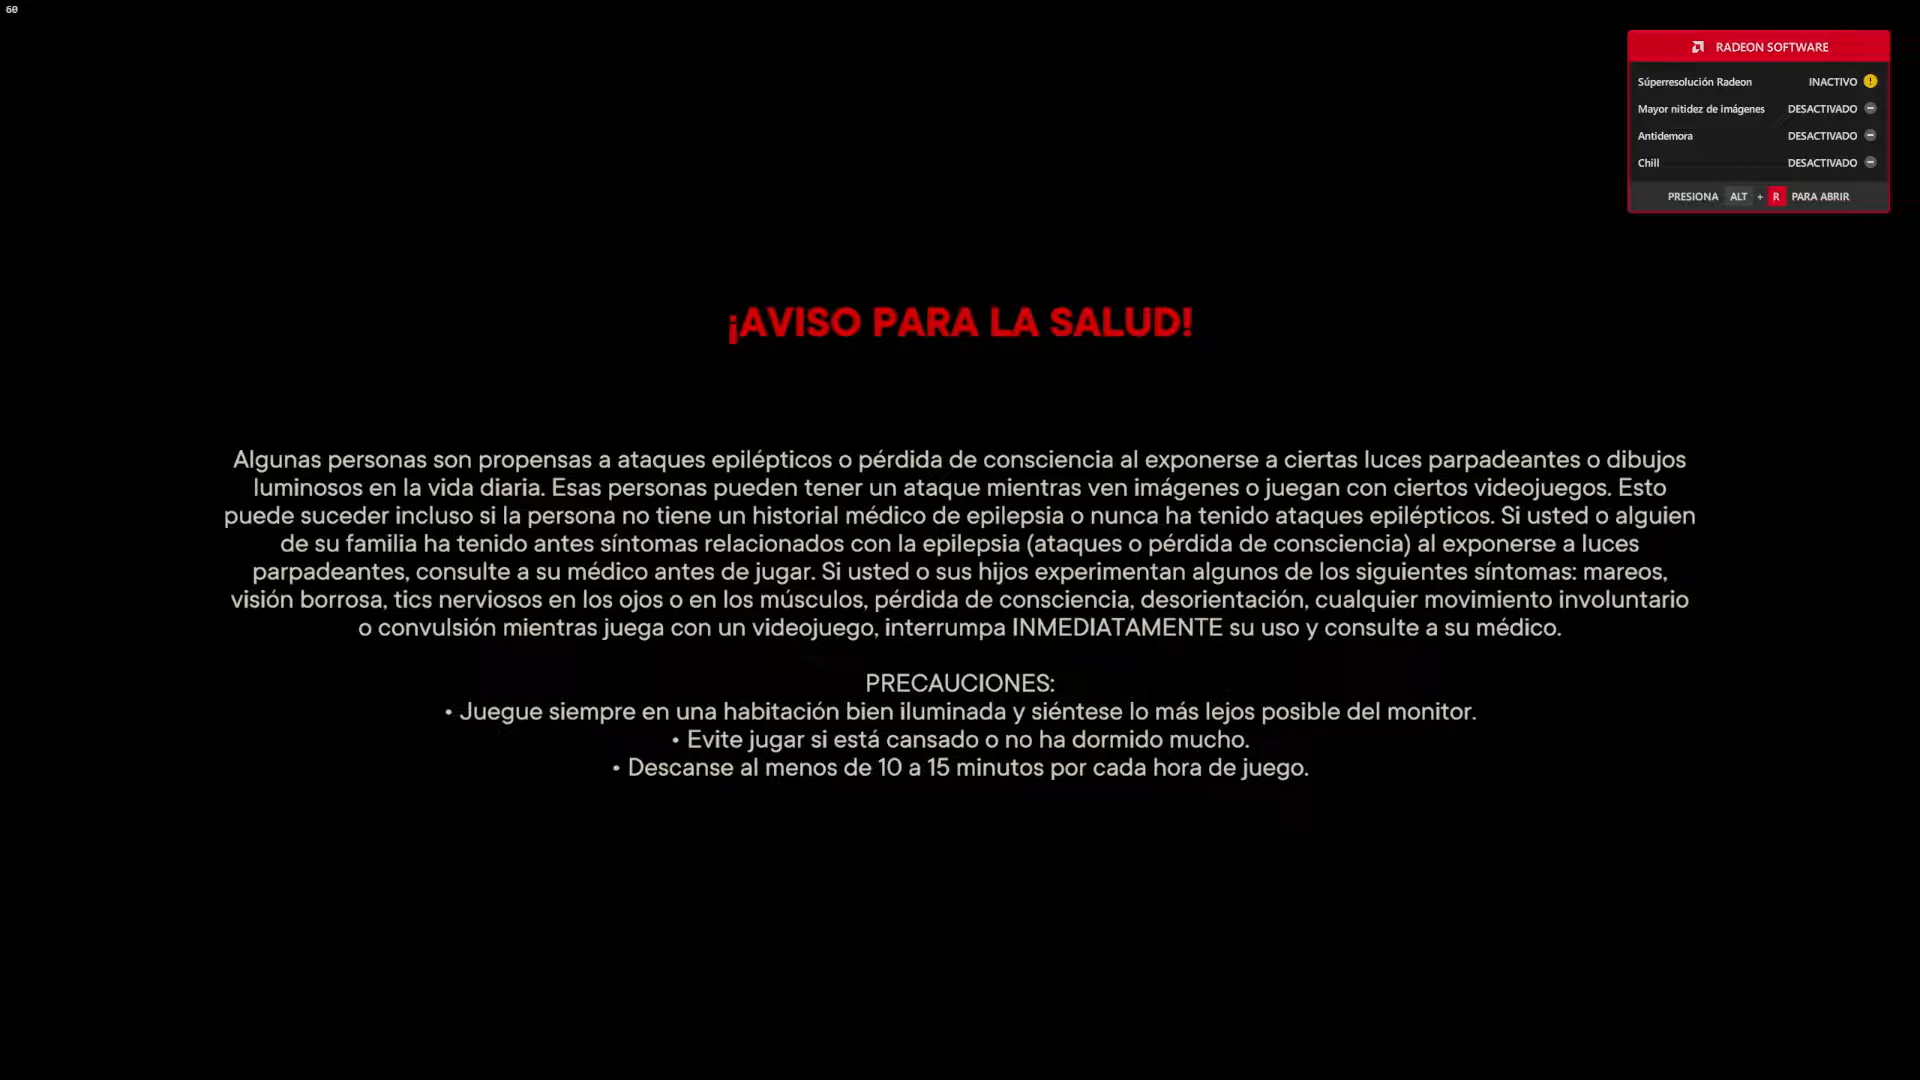 60
RADEON SOFTWARE
Súperresolución Radeon INACTIVO
Mayor nitidez de imágenes DESACTIVADO
Antidemora DESACTIVADO
Chill DESACTIVADO
PRESIONA ALT + R PARA ABRIR
¡AVISO PARA LA SALUD!
Algunas personas son propensas a ataques epilépticos o pérdida de consciencia al exponerse a ciertas luces parpadeantes o dibujos
luminosos en la vida diaria. Esas personas pueden tener un ataque mientras ven imágenes o juegan con ciertos videojuegos. Esto
puede suceder incluso si la persona no tiene un historial médico de epilepsia o nunca ha tenido ataques epilépticos. Si usted o alguien
de su familia ha tenido antes síntomas relacionados con la epilepsia (ataques o pérdida de consciencia) al exponerse a luces
parpadeantes, consulte a su médico antes de jugar. Si usted o sus hijos experimentan algunos de los siguientes síntomas: mareos,
visión borrosa, tics nerviosos en los ojos o en los músculos, pérdida de consciencia, desorientación, cualquier movimiento involuntario
o convulsión mientras juega con un videojuego, interrumpa INMEDIATAMENTE su uso y consulte a su médico.
PRECAUCIONES:
• Juegue siempre en una habitación bien iluminada y siéntese lo más lejos posible del monitor.
• Evite jugar si está cansado o no ha dormido mucho.
• Descanse al menos de 10 a 15 minutos por cada hora de juego.